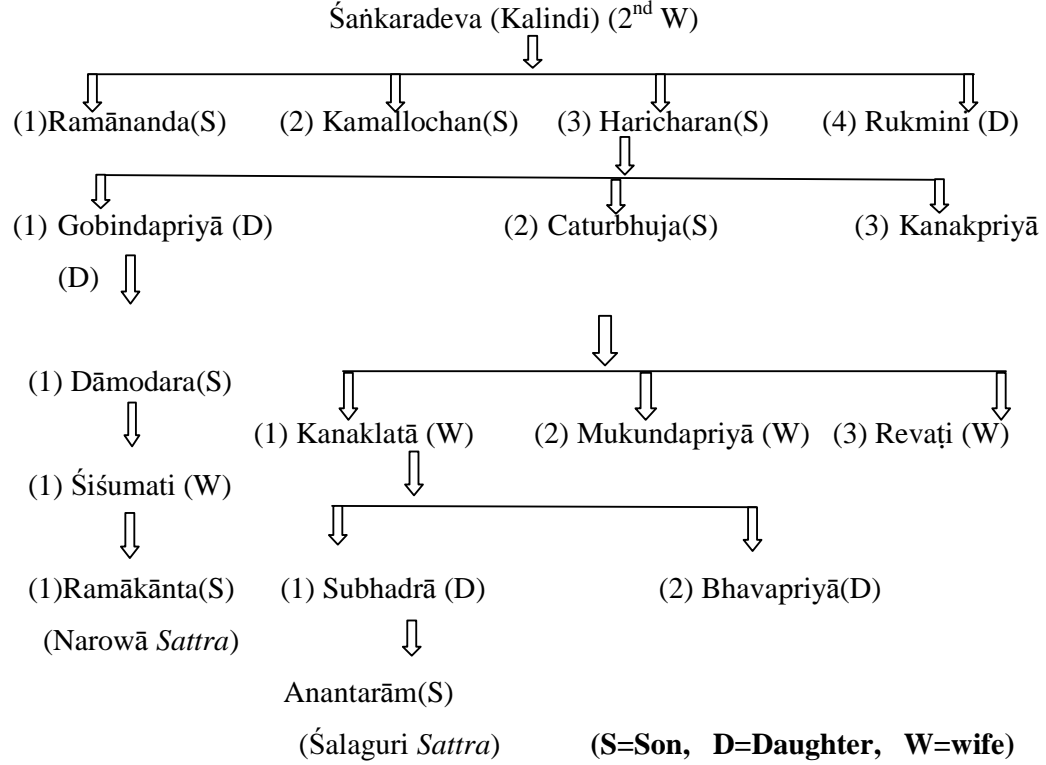 Śaṅkaradeva (Kalindi) (2nd W)
(1)Ramānanda(S) (2) Kamallochan(S) (3) Haricharan(S) (4) Rukmini (D)
(1) Gobindapriyā (D) (2) Caturbhuja(S) (3) Kanakpriyā
(D)
(1) Dāmodara(S)
(1) Kanaklatā (W) (2) Mukundapriyā (W) (3) Revaṭi (W)
(1) Śiśumati (W)
(1)Ramākānta(S) (1) Subhadrā (D) (2) Bhavapriyā(D)
(Narowā Sattra)
Anantarām(S)
(Śalaguri Sattra) (S=Son, D=Daughter, W=wife)